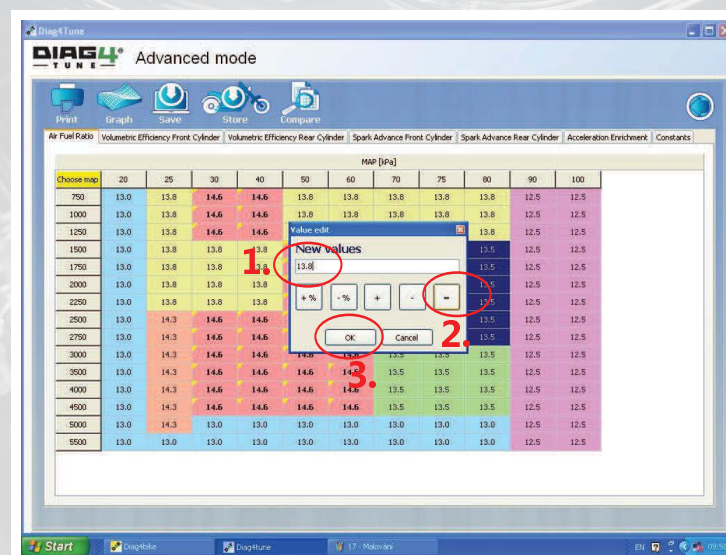 Diag4Tune
DIAG4® Advanced mode
TUNE
Print Graph Save Store Compare
Air Fuel Ratio Volumetric Efficiency Front Cylinder Volumetric Efficiency Rear Cylinder Spark Advance Front Cylinder Spark Advance Rear Cylinder Acceleration Enrichment Constants
MAP [kPa]
Choose map 20 25 30 40 50 60 70 75 80 90 100
750 13.0 13.8 14.6 14.6 13.8 13.8 13.8 13.8 13.8 12.5 12.5
1000 13.0 13.8 14.6 14.6 13.8 13.8 13.8 13.8 13.8 12.5 12.5
1250 13.0 13.8 14.6 14.6 Value edit 13.8 12.5 12.5
1500 13.0 13.8 13.8 13.8 New values 13.5 12.5 12.5
1750 13.0 13.8 13.8 13.8 1. 13.8 13.5 12.5 12.5
2000 13.0 13.8 13.8 13.8 13.5 12.5 12.5
2250 13.0 13.8 13.8 13.8 + % - % + - = 13.5 12.5 12.5
2500 13.0 14.3 14.6 14.6 13.5 12.5 12.5
2750 13.0 14.3 14.6 14.6 OK Cancel 2. 13.5 12.5 12.5
3000 13.0 14.3 14.6 14.6 14.6 14.6 13.5 13.5 13.5 12.5 12.5
3500 13.0 14.3 14.6 14.6 14.6 14.6 3. 13.5 13.5 13.5 12.5 12.5
4000 13.0 14.3 14.6 14.6 14.6 14.6 13.5 13.5 13.5 12.5 12.5
4500 13.0 14.3 14.6 14.6 14.6 14.6 13.5 13.5 13.5 12.5 12.5
5000 13.0 14.3 13.0 13.0 13.0 13.0 13.0 13.0 13.0 12.5 12.5
5500 13.0 13.0 13.0 13.0 13.0 13.0 13.0 13.0 13.0 12.5 12.5
Start Diag4bike Diag4tune 17 - Malování EN